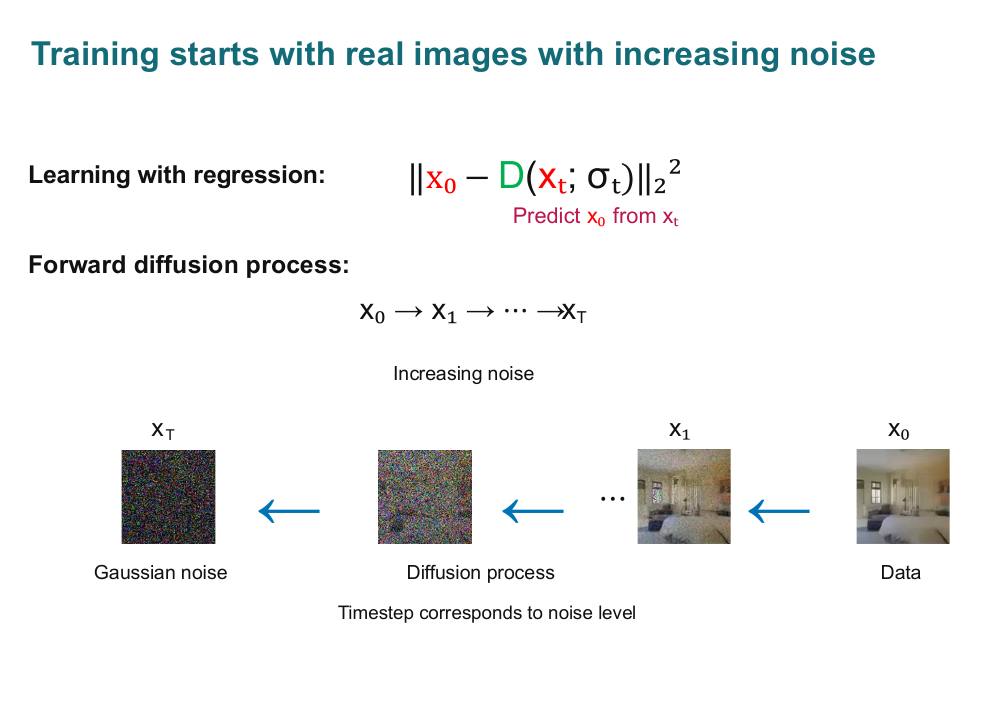 Training starts with real images with increasing noise
Learning with regression: ‖x₀ – D(xₜ; σₜ)‖₂²
Predict x₀ from xₜ
Forward diffusion process:
x₀ → x₁ → ⋯ → x_T
Increasing noise
x_T x₁ x₀
⋯
Gaussian noise Diffusion process Data
Timestep corresponds to noise level